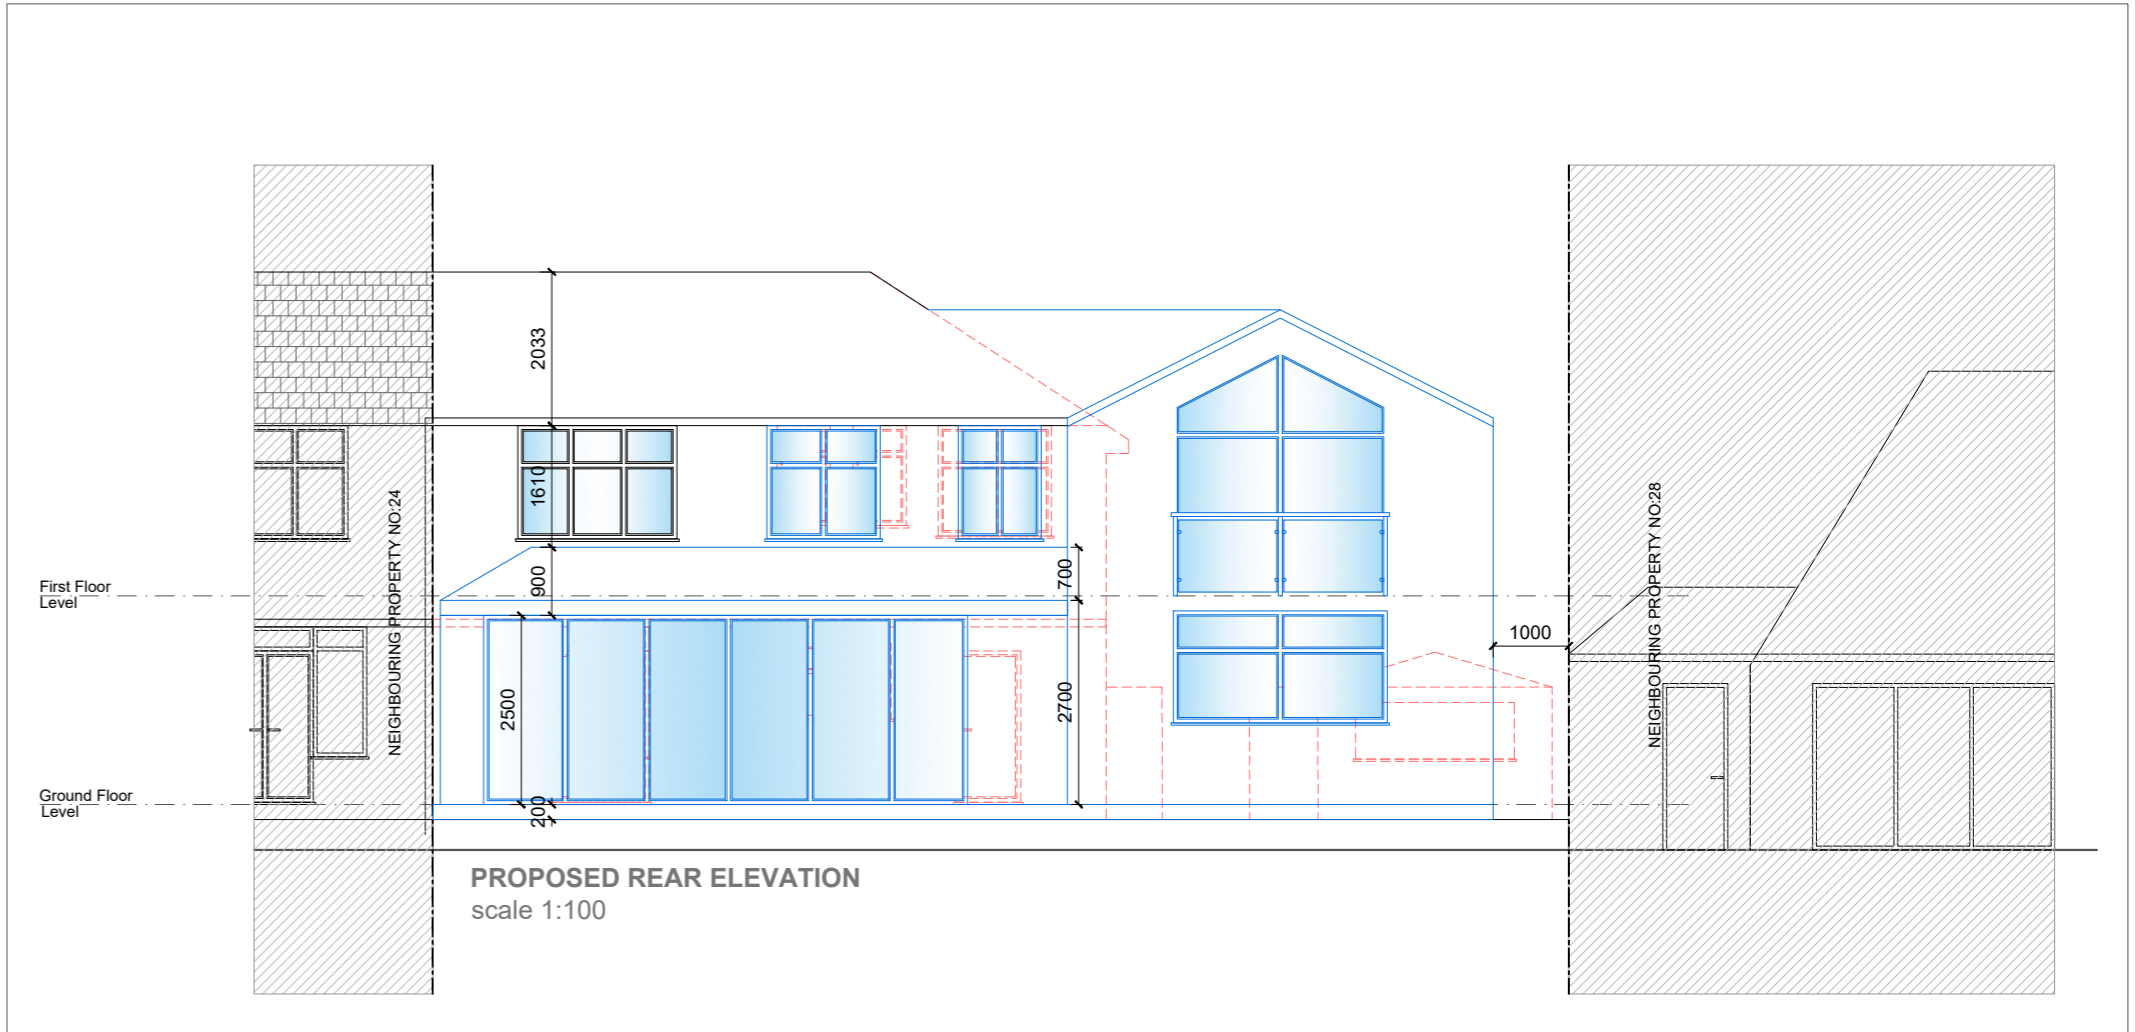 2033
1610
NEIGHBOURING PROPERTY NO:24
NEIGHBOURING PROPERTY NO:28
First Floor
Level
900
700
1000
2500
2700
Ground Floor
Level
200
PROPOSED REAR ELEVATION
scale 1:100